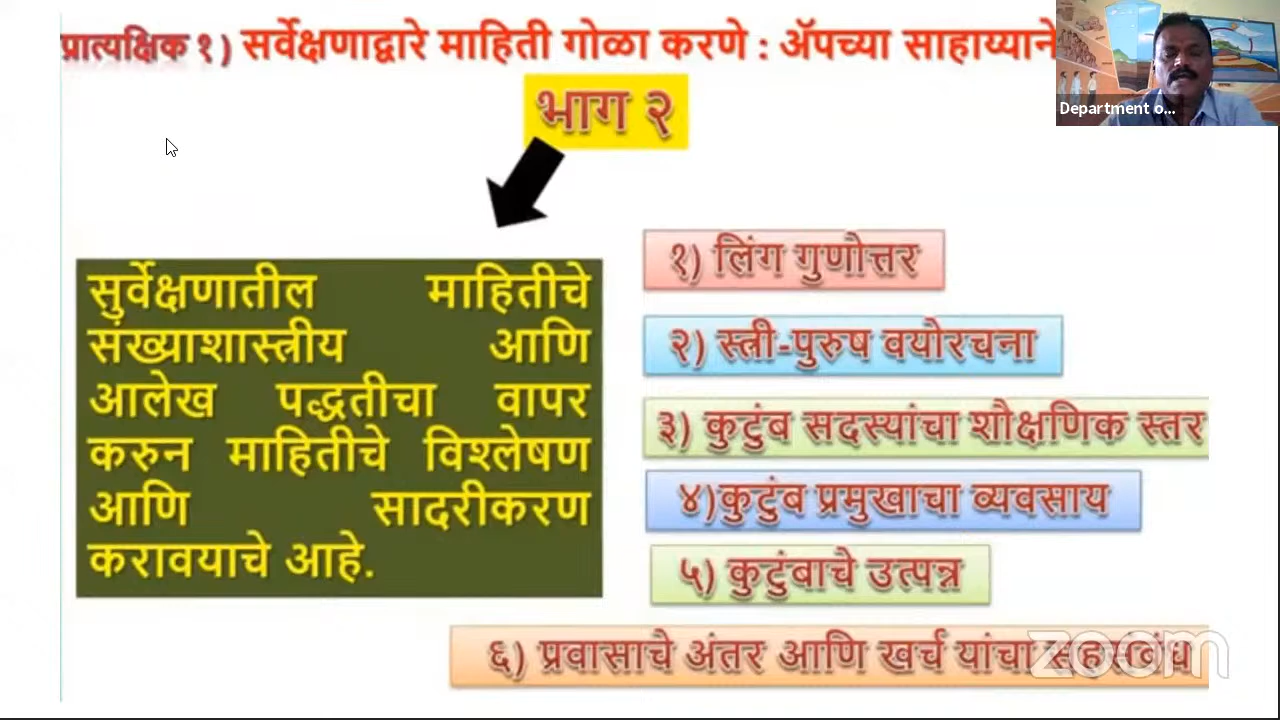 प्रात्यक्षिक १) सर्वेक्षणाद्वारे माहिती गोळा करणे : ॲपच्या साहाय्याने
Department o...
भाग २
सुर्वेक्षणातील माहितीचे
संख्याशास्त्रीय आणि
आलेख पद्धतीचा वापर
करुन माहितीचे विश्लेषण
आणि सादरीकरण
करावयाचे आहे.
१) लिंग गुणोत्तर
२) स्त्री-पुरुष वयोरचना
३) कुटुंब सदस्यांचा शौक्षणिक स्तर
४)कुटुंब प्रमुखाचा व्यवसाय
५) कुटुंबाचे उत्पन्न
६) प्रवासाचे अंतर आणि खर्च यांचा सहसंबंध
zoom